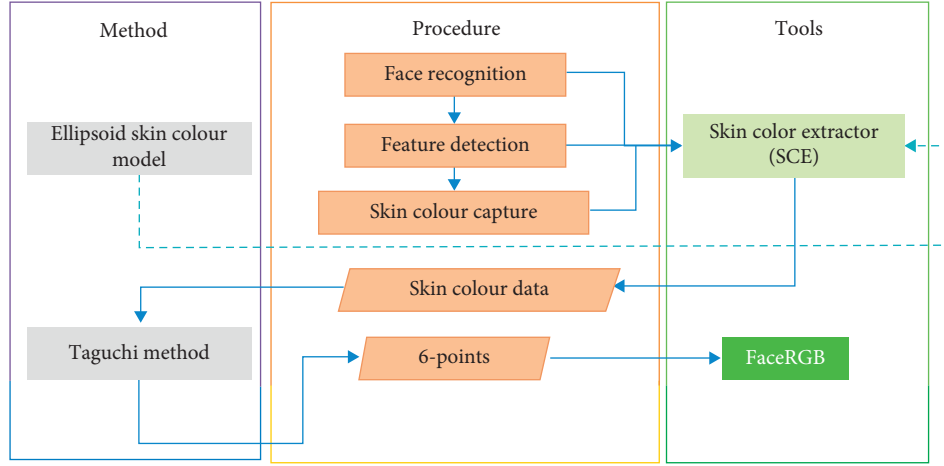 Method
Procedure
Tools
Face recognition
Ellipsoid skin colour
model
Feature detection
Skin color extractor
(SCE)
Skin colour capture
Skin colour data
Taguchi method
6-points
FaceRGB